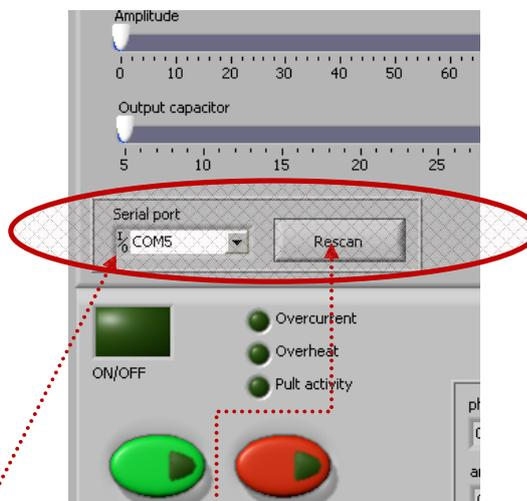 Amplitude
0 10 20 30 40 50 60
Output capacitor
5 10 15 20 25
Serial port
COM5 Rescan
Overcurrent
Overheat
ON/OFF
Pult activity